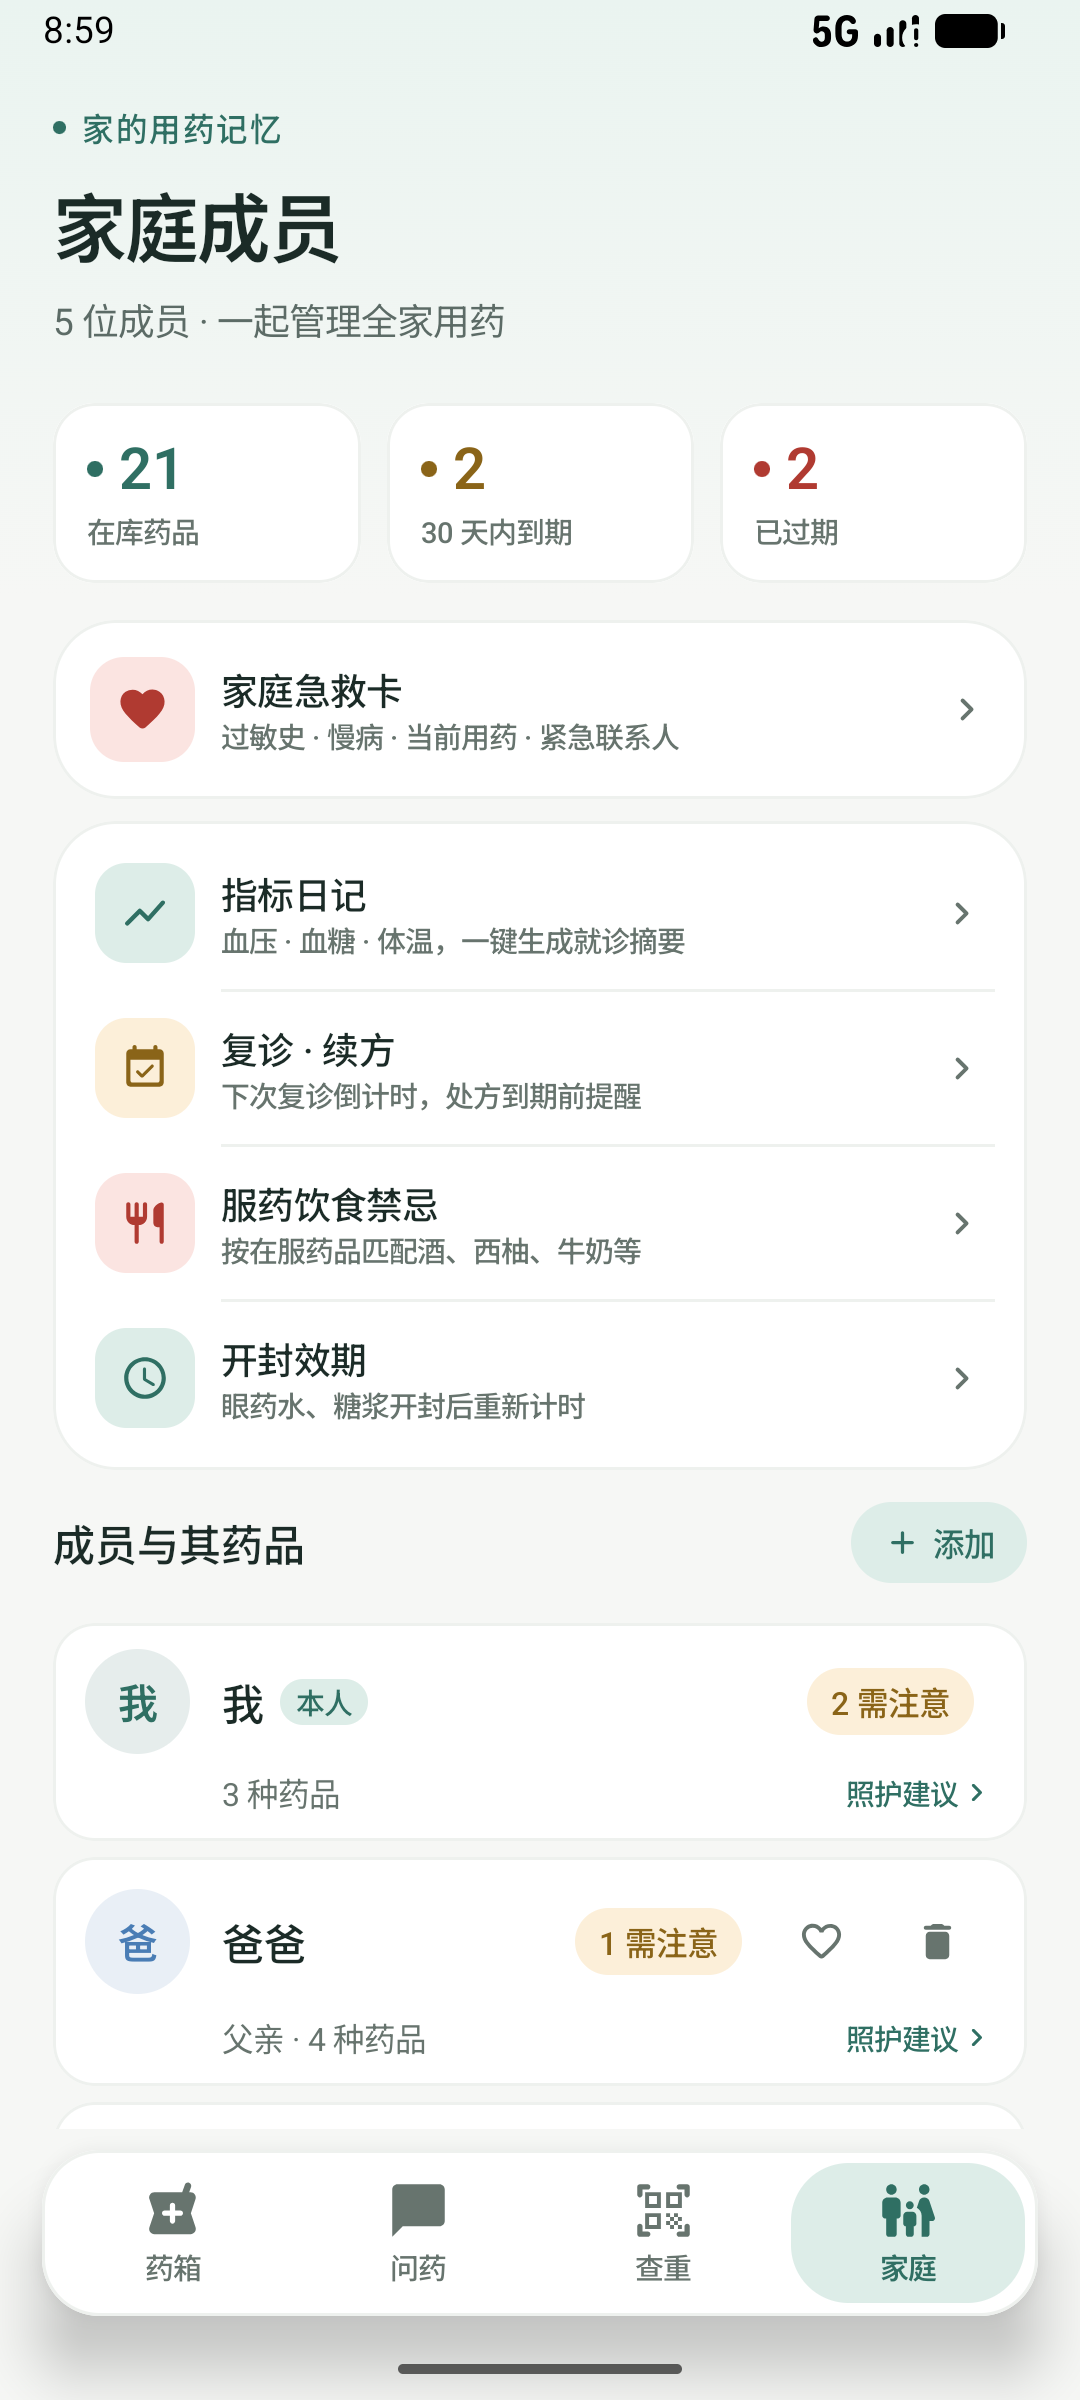 8:59
5G
家的用药记忆
家庭成员
5 位成员 · 一起管理全家用药
21
在库药品
2
30 天内到期
2
已过期
家庭急救卡
过敏史 · 慢病 · 当前用药 · 紧急联系人
指标日记
血压 · 血糖 · 体温，一键生成就诊摘要
复诊 · 续方
下次复诊倒计时，处方到期前提醒
服药饮食禁忌
按在服药品匹配酒、西柚、牛奶等
开封效期
眼药水、糖浆开封后重新计时
成员与其药品
添加
我
我
本人
2 需注意
3 种药品
照护建议
爸
爸爸
1 需注意
父亲 · 4 种药品
照护建议
药箱
问药
查重
家庭